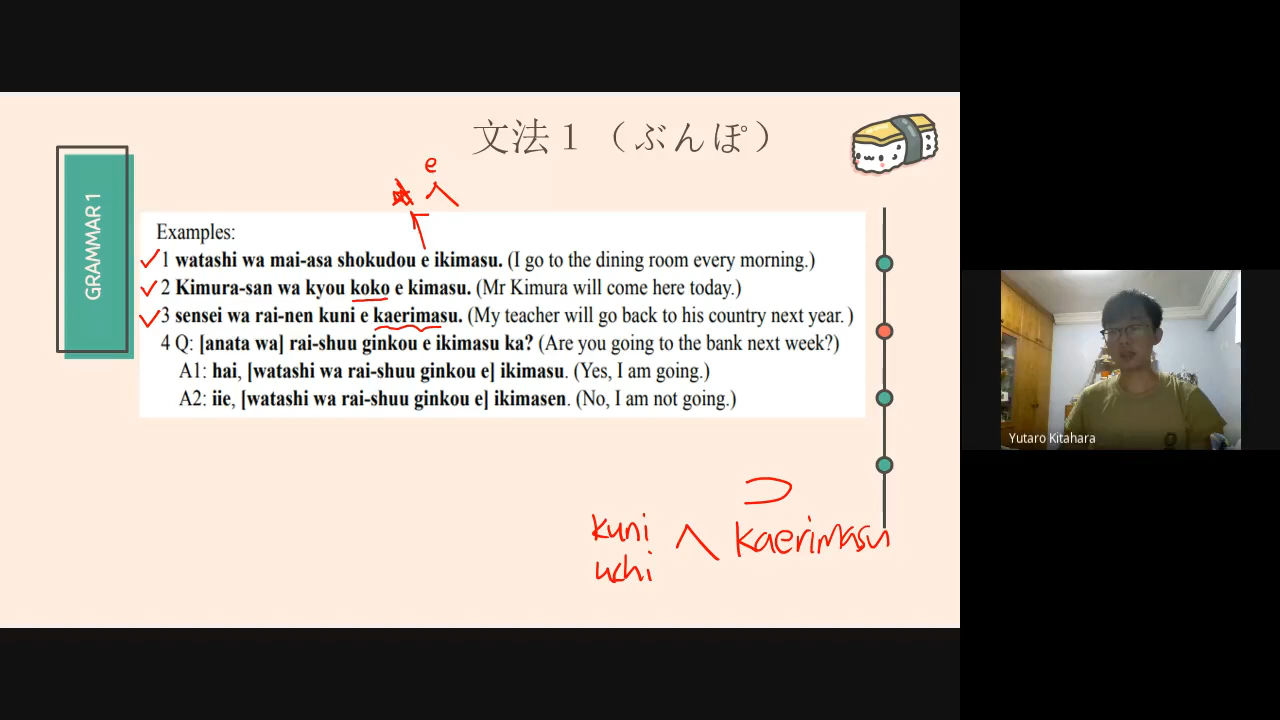 文法１（ぶんぽ）
GRAMMAR 1
e
へ
Examples:
1 watashi wa mai-asa shokudou e ikimasu. (I go to the dining room every morning.)
2 Kimura-san wa kyou koko e kimasu. (Mr Kimura will come here today.)
3 sensei wa rai-nen kuni e kaerimasu. (My teacher will go back to his country next year. )
4 Q: [anata wa] rai-shuu ginkou e ikimasu ka? (Are you going to the bank next week?)
A1: hai, [watashi wa rai-shuu ginkou e] ikimasu. (Yes, I am going.)
A2: iie, [watashi wa rai-shuu ginkou e] ikimasen. (No, I am not going.)
kuni へ kaerimasu
uchi
Yutaro Kitahara